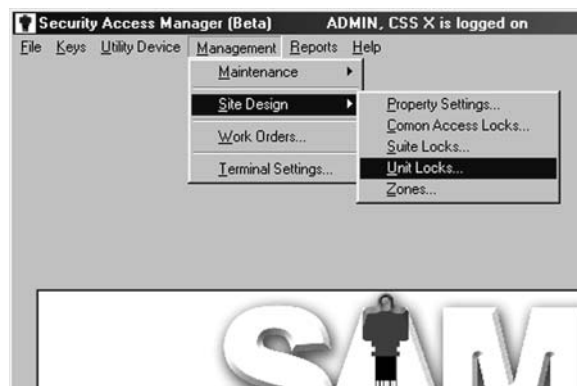 Security Access Manager (Beta) ADMIN, CSS X is logged on
File Keys Utility Device Management Reports Help
Maintenance
Site Design
Work Orders...
Terminal Settings...
Property Settings...
Comon Access Locks...
Suite Locks...
Unit Locks...
Zones...
SAM